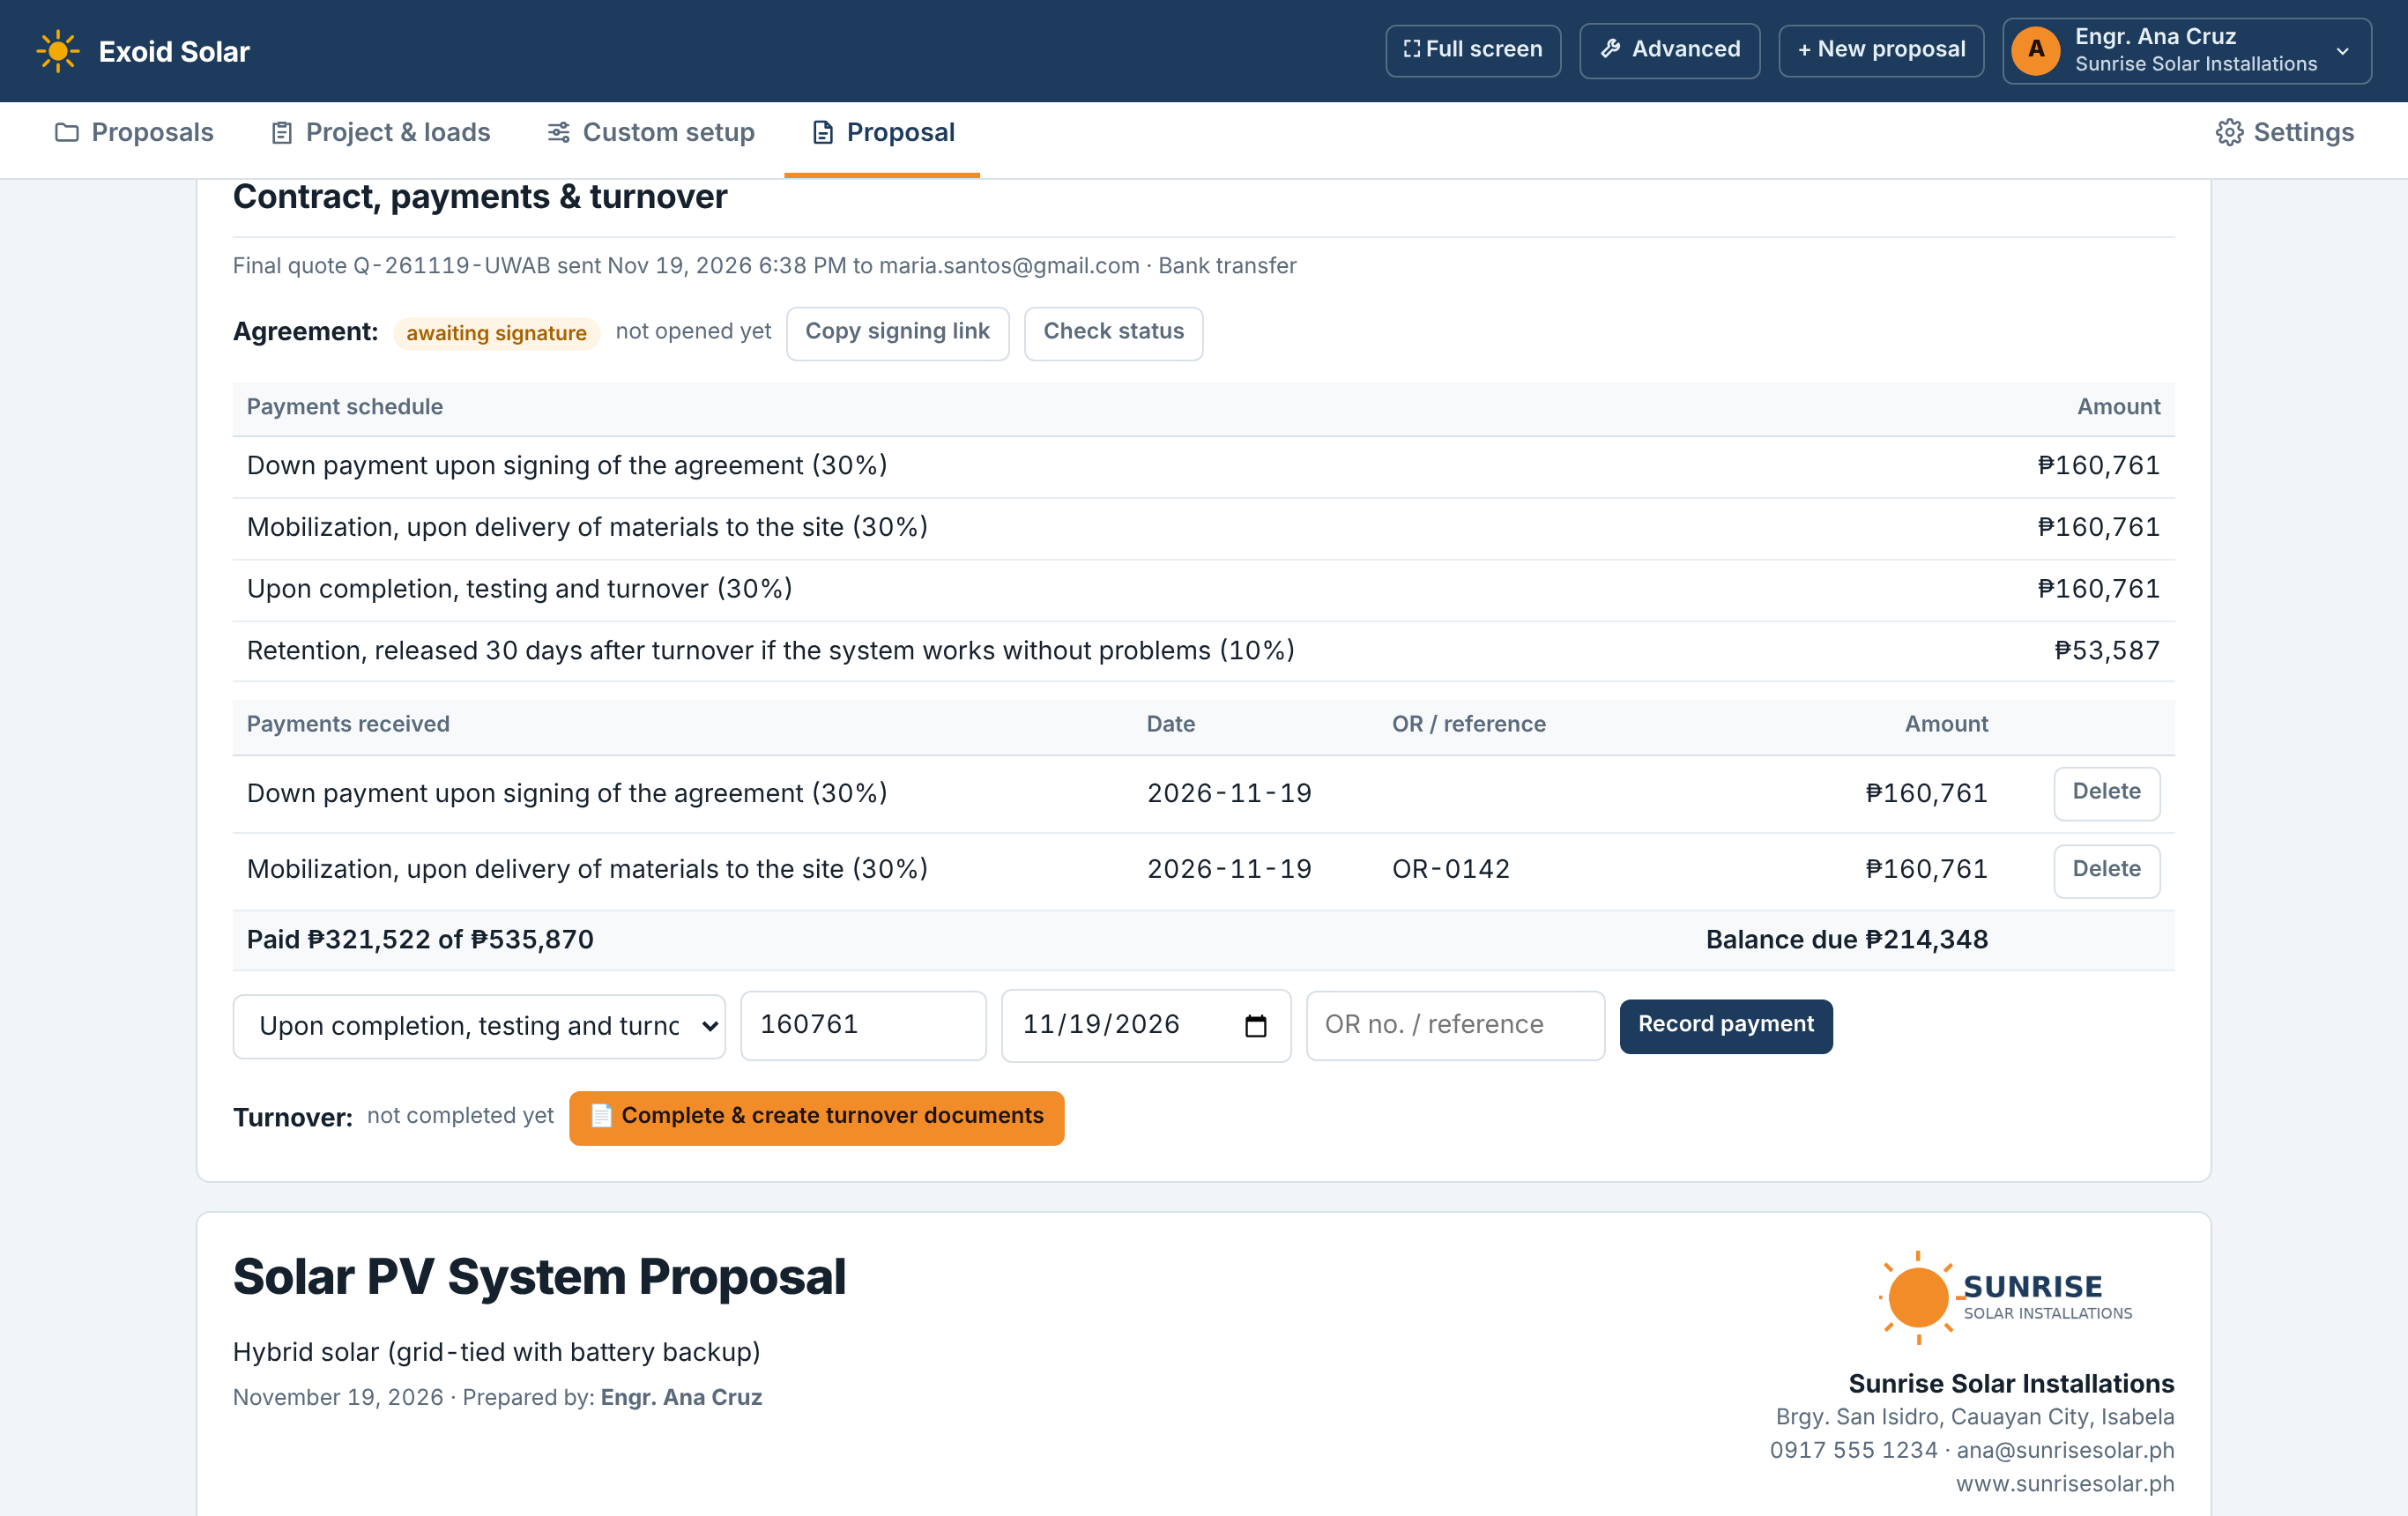 Exoid Solar
Full screen
Advanced
+ New proposal
A
Engr. Ana Cruz
Sunrise Solar Installations
Proposals
Project & loads
Custom setup
Proposal
Settings
Contract, payments & turnover
Final quote Q-261119-UWAB sent Nov 19, 2026 6:38 PM to maria.santos@gmail.com · Bank transfer
Agreement: awaiting signature not opened yet Copy signing link Check status
Payment schedule Amount
Down payment upon signing of the agreement (30%) ₱160,761
Mobilization, upon delivery of materials to the site (30%) ₱160,761
Upon completion, testing and turnover (30%) ₱160,761
Retention, released 30 days after turnover if the system works without problems (10%) ₱53,587
Payments received Date OR / reference Amount
Down payment upon signing of the agreement (30%) 2026-11-19 ₱160,761 Delete
Mobilization, upon delivery of materials to the site (30%) 2026-11-19 OR-0142 ₱160,761 Delete
Paid ₱321,522 of ₱535,870 Balance due ₱214,348
Upon completion, testing and turnc 160761 11/19/2026 OR no. / reference Record payment
Turnover: not completed yet Complete & create turnover documents
Solar PV System Proposal
Hybrid solar (grid-tied with battery backup)
November 19, 2026 · Prepared by: Engr. Ana Cruz
SUNRISE
SOLAR INSTALLATIONS
Sunrise Solar Installations
Brgy. San Isidro, Cauayan City, Isabela
0917 555 1234 · ana@sunrisesolar.ph
www.sunrisesolar.ph